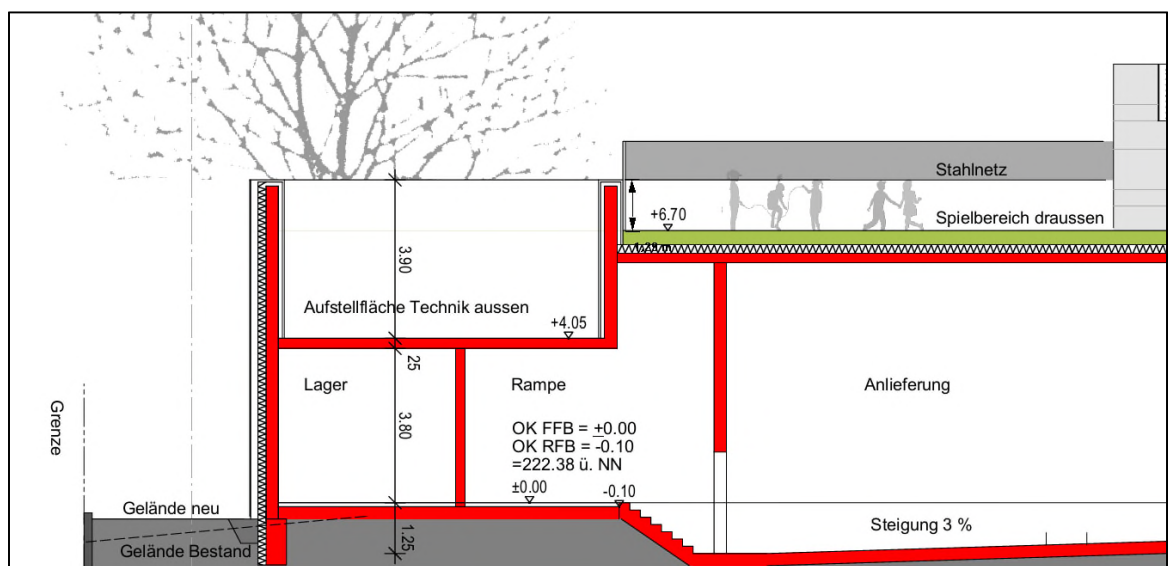 Stahlnetz
+6.70
Spielbereich draussen
1.29 m
3.90
Aufstellfläche Technik aussen
+4.05
25
Lager
Rampe
Anlieferung
Grenze
3.80
OK FFB = ±0.00
OK RFB = -0.10
=222.38 ü. NN
±0.00
-0.10
Gelände neu
Steigung 3 %
Gelände Bestand
1.25